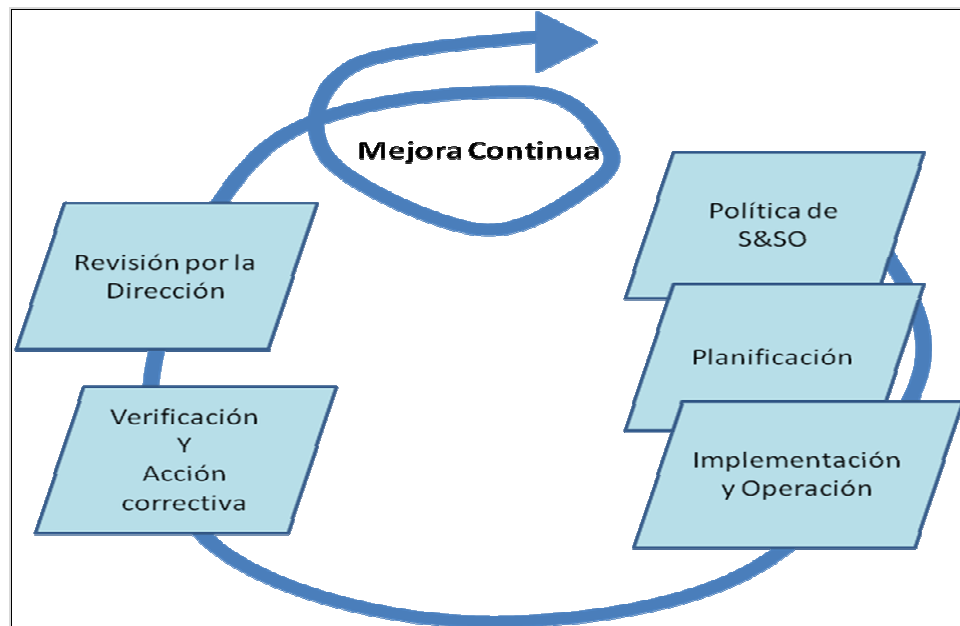 Mejora Continua
Política de
S&SO
Planificación
Implementación
y Operación
Verificación
Y
Acción
correctiva
Revisión por la
Dirección